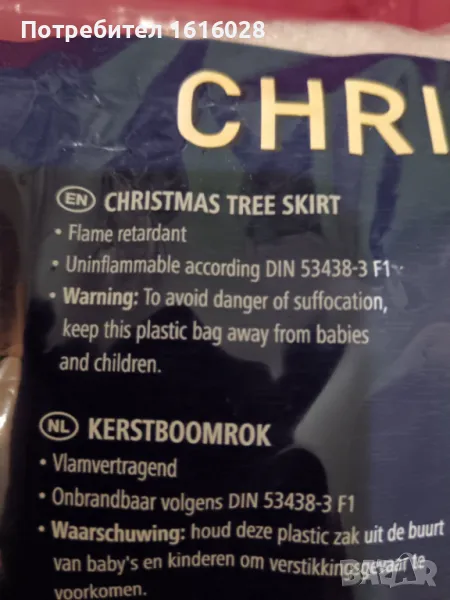 Потребител 1616028
CHRI
EN CHRISTMAS TREE SKIRT
• Flame retardant
• Uninflammable according DIN 53438-3 F1
• Warning: To avoid danger of suffocation,
keep this plastic bag away from babies
and children.
NL KERSTBOOMROK
• Vlamvertragend
• Onbrandbaar volgens DIN 53438-3 F1
• Waarschuwing: houd deze plastic zak uit de buurt
van baby's en kinderen om verstikkingsgevaar te
voorkomen.
BAZAR